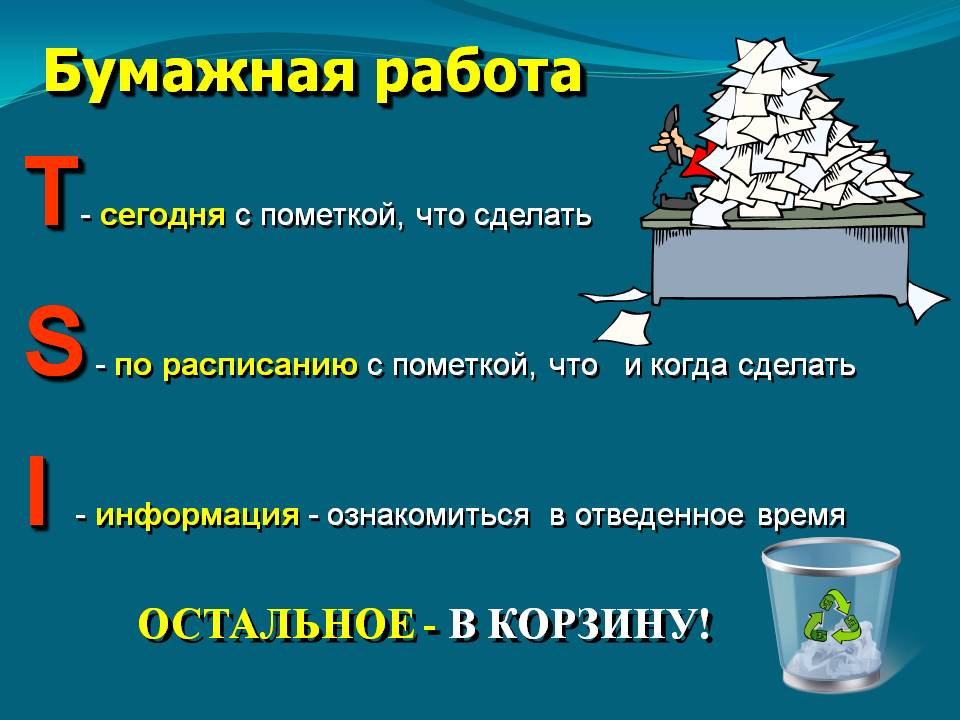 Бумажная работа
T - сегодня с пометкой, что сделать
S - по расписанию с пометкой, что и когда сделать
I - информация - ознакомиться в отведенное время
ОСТАЛЬНОЕ - В КОРЗИНУ!